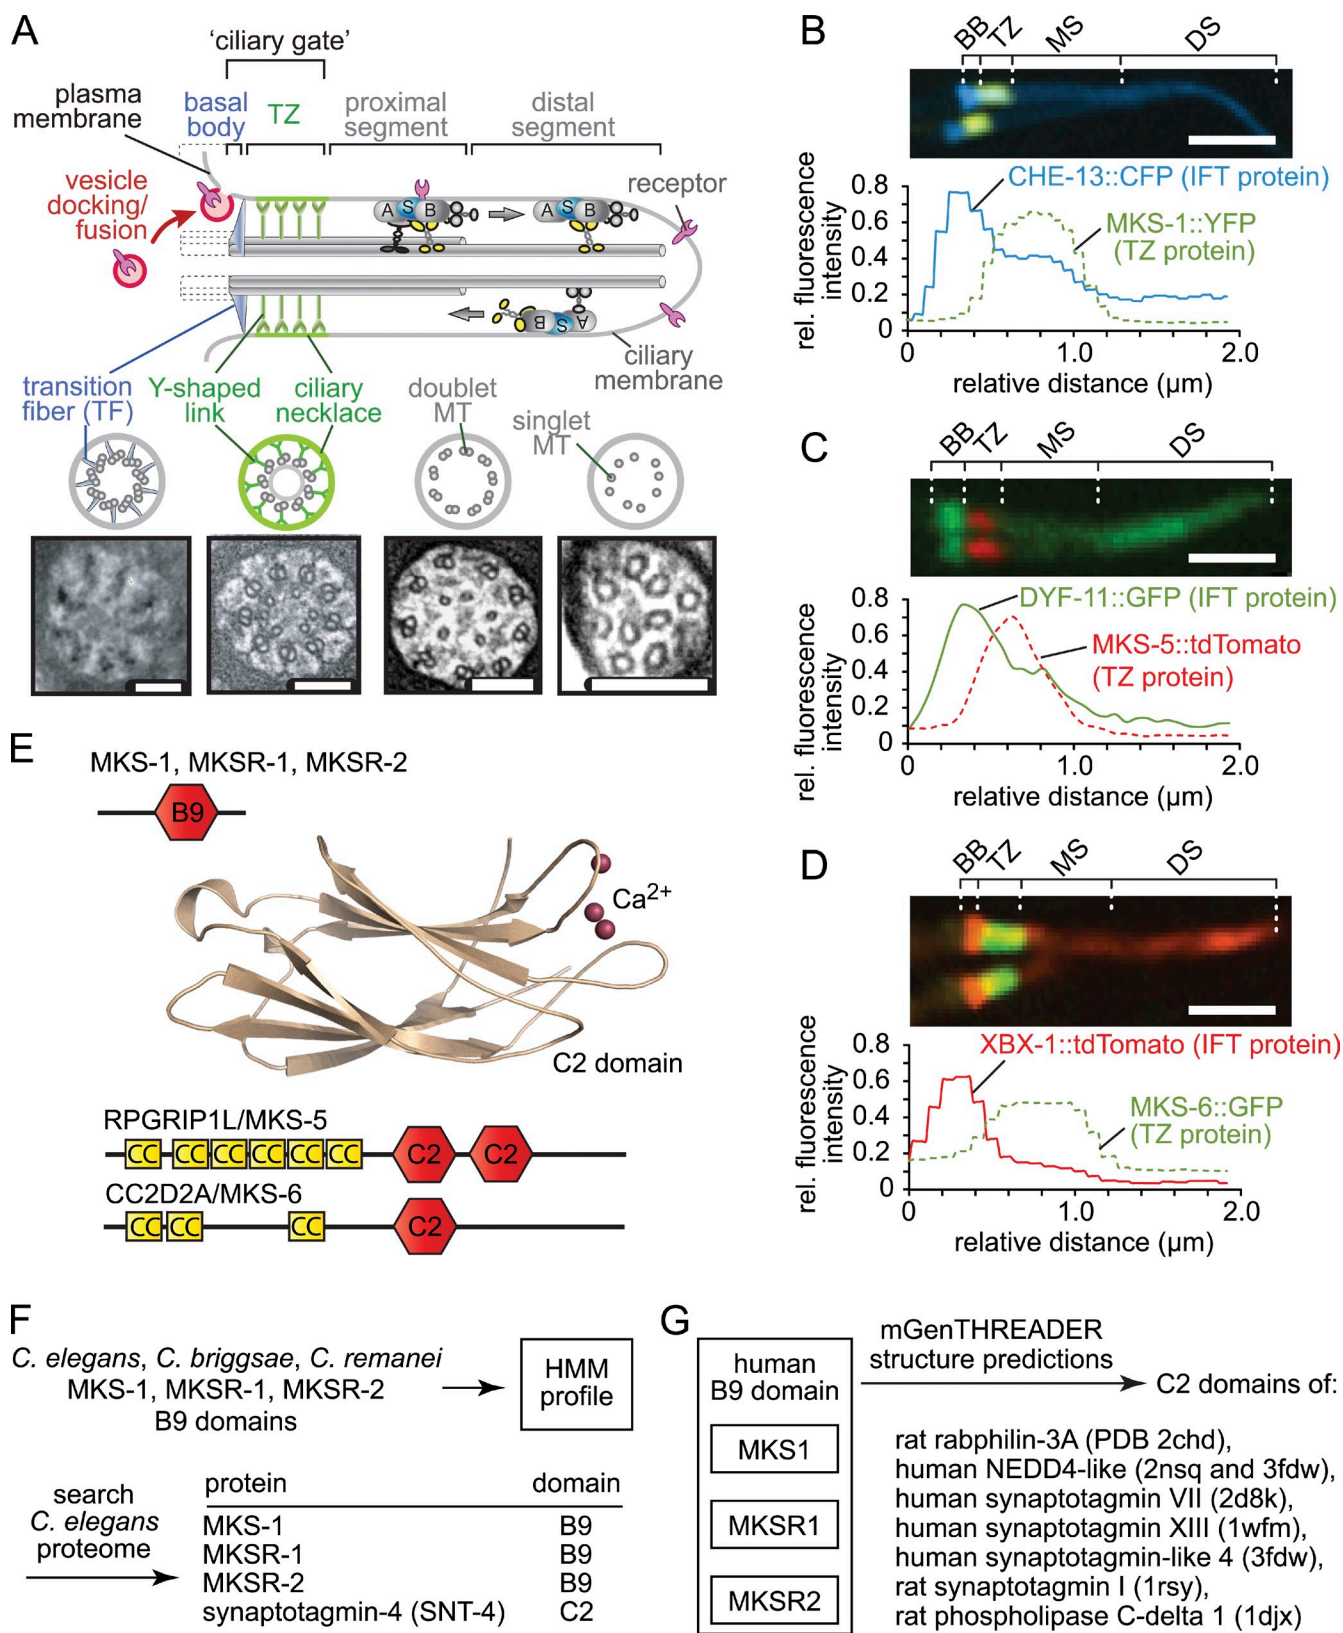 A
'ciliary gate'
plasma
membrane
basal
body
TZ
proximal
segment
distal
segment
vesicle
docking/
fusion
receptor
A S B
A S B
B S A
ciliary
membrane
transition
fiber (TF)
Y-shaped
link
ciliary
necklace
doublet
MT
singlet
MT
B
BB TZ MS DS
CHE-13::CFP (IFT protein)
MKS-1::YFP
(TZ protein)
rel. fluorescence
intensity
0.8
0.6
0.4
0.2
0
0 1.0 2.0
relative distance (µm)
C
BB TZ MS DS
DYF-11::GFP (IFT protein)
MKS-5::tdTomato
(TZ protein)
rel. fluorescence
intensity
0.8
0.6
0.4
0.2
0
0 1.0 2.0
relative distance (µm)
D
BB TZ MS DS
XBX-1::tdTomato (IFT protein)
MKS-6::GFP
(TZ protein)
rel. fluorescence
intensity
0.8
0.6
0.4
0.2
0
0 1.0 2.0
relative distance (µm)
E
MKS-1, MKSR-1, MKSR-2
B9
Ca2+
C2 domain
RPGRIP1L/MKS-5
CC CC CC CC CC CC C2 C2
CC2D2A/MKS-6
CC CC CC C2
F
C. elegans, C. briggsae, C. remanei
MKS-1, MKSR-1, MKSR-2
B9 domains
HMM
profile
search
C. elegans
proteome
protein domain
MKS-1 B9
MKSR-1 B9
MKSR-2 B9
synaptotagmin-4 (SNT-4) C2
G
human
B9 domain
MKS1
MKSR1
MKSR2
mGenTHREADER
structure predictions
C2 domains of:
rat rabphilin-3A (PDB 2chd),
human NEDD4-like (2nsq and 3fdw),
human synaptotagmin VII (2d8k),
human synaptotagmin XIII (1wfm),
human synaptotagmin-like 4 (3fdw),
rat synaptotagmin I (1rsy),
rat phospholipase C-delta 1 (1djx)